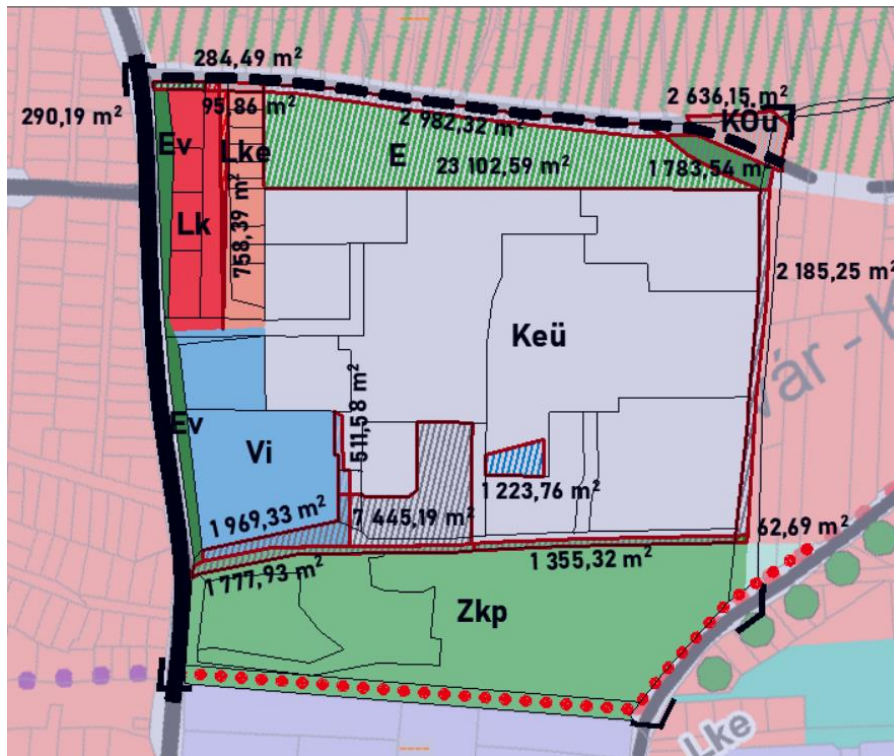 284,49 m²
290,19 m²
95,86 m²
2 982,32 m²
2 636,15 m²
KÖu
Ev
Lke
E
23 102,59 m²
1 783,54 m
Lk
758,39 m²
2 185,25 m²
Keü
vár - K
Ev
Vi
511,58 m²
1 223,76 m²
1 969,33 m²
7 445,19 m²
62,69 m²
1 777,93 m²
1 355,32 m²
Zkp
Lke